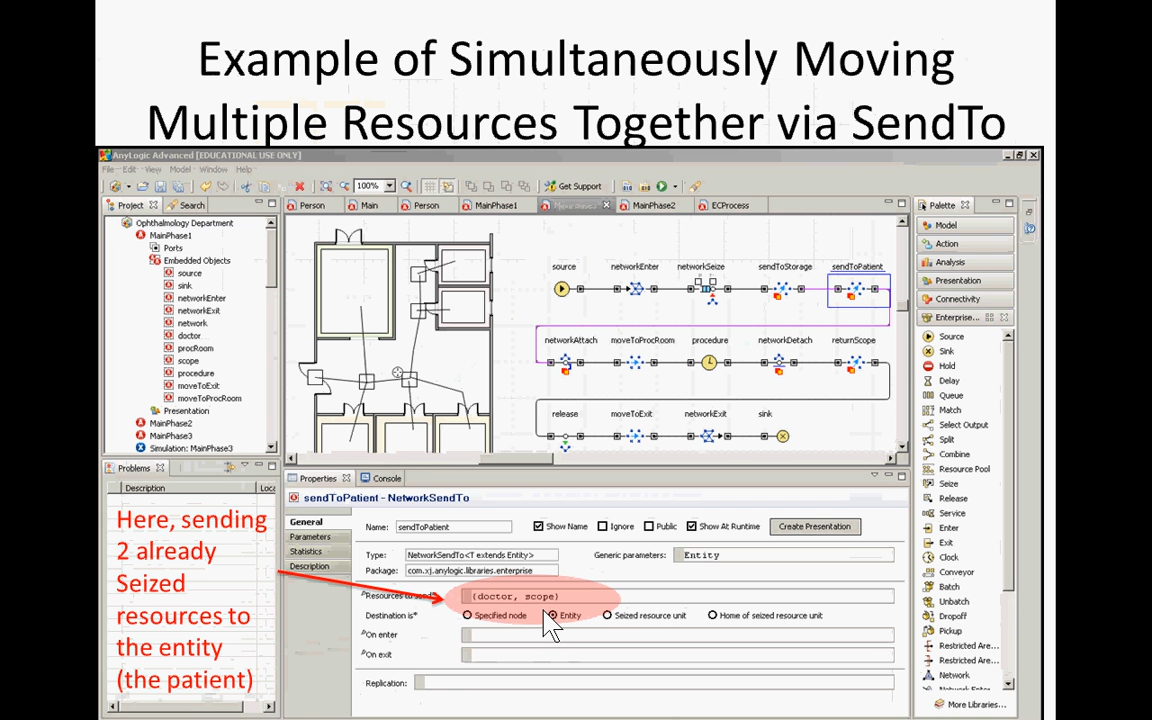 Example of Simultaneously Moving
Multiple Resources Together via SendTo
AnyLogic Advanced [EDUCATIONAL USE ONLY]
File Edit View Model Window Help
100%
Get Support
Project
Search
Person
Main
Person
MainPhase1
MainPhase2
ECProcess
Palette
Ophthalmology Department
MainPhase1
Ports
Embedded Objects
source
sink
networkEnter
networkExit
network
doctor
procRoom
scope
procedure
moveToExit
moveToProcRoom
Presentation
MainPhase2
MainPhase3
Simulation: MainPhase3
source
networkEnter
networkSeize
sendToStorage
sendToPatient
networkAttach
moveToProcRoom
procedure
networkDetach
returnScope
release
moveToExit
networkExit
sink
Model
Action
Analysis
Presentation
Connectivity
Enterprise...
Source
Sink
Hold
Delay
Queue
Match
Select Output
Split
Combine
Resource Pool
Seize
Release
Service
Enter
Exit
Clock
Conveyor
Batch
Unbatch
Dropoff
Pickup
Restricted Are...
Restricted Are...
Network
Network Enter
More Libraries...
Problems
Description
Loca
Here, sending
2 already
Seized
resources to
the entity
(the patient)
Properties
Console
sendToPatient - NetworkSendTo
General
Parameters
Statistics
Description
Name:
sendToPatient
Show Name
Ignore
Public
Show At Runtime
Create Presentation
Type:
NetworkSendTo<T extends Entity>
Generic parameters:
Entity
Package:
com.xj.anylogic.libraries.enterprise
Resources to send*
{doctor, scope}
Destination is*
Specified node
Entity
Seized resource unit
Home of seized resource unit
On enter
On exit
Replication: